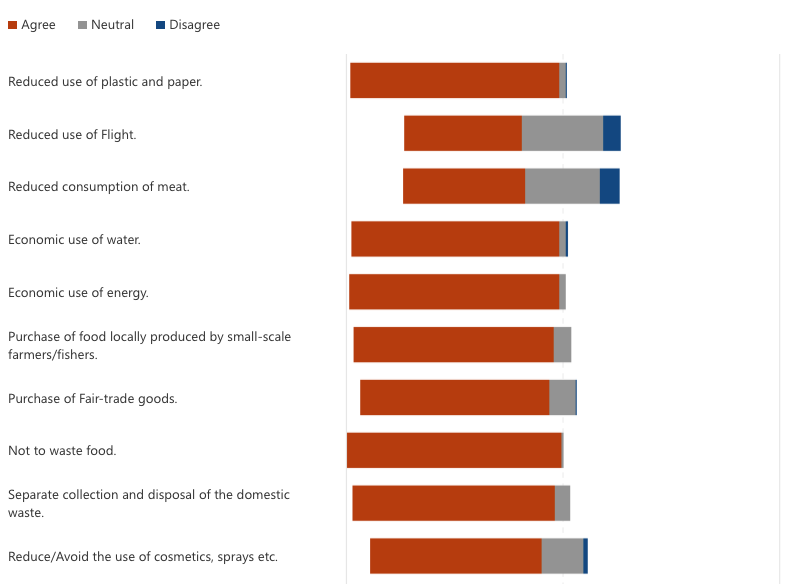 Agree Neutral Disagree
Reduced use of plastic and paper.
Reduced use of Flight.
Reduced consumption of meat.
Economic use of water.
Economic use of energy.
Purchase of food locally produced by small-scale
farmers/fishers.
Purchase of Fair-trade goods.
Not to waste food.
Separate collection and disposal of the domestic
waste.
Reduce/Avoid the use of cosmetics, sprays etc.